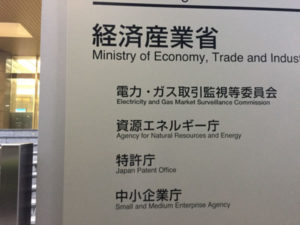 経済産業省
Ministry of Economy, Trade and Indust
電力・ガス取引監視等委員会
Electricity and Gas Market Surveillance Commission
資源エネルギー庁
Agency for Natural Resources and Energy
特許庁
Japan Patent Office
中小企業庁
Small and Medium Enterprise Agency